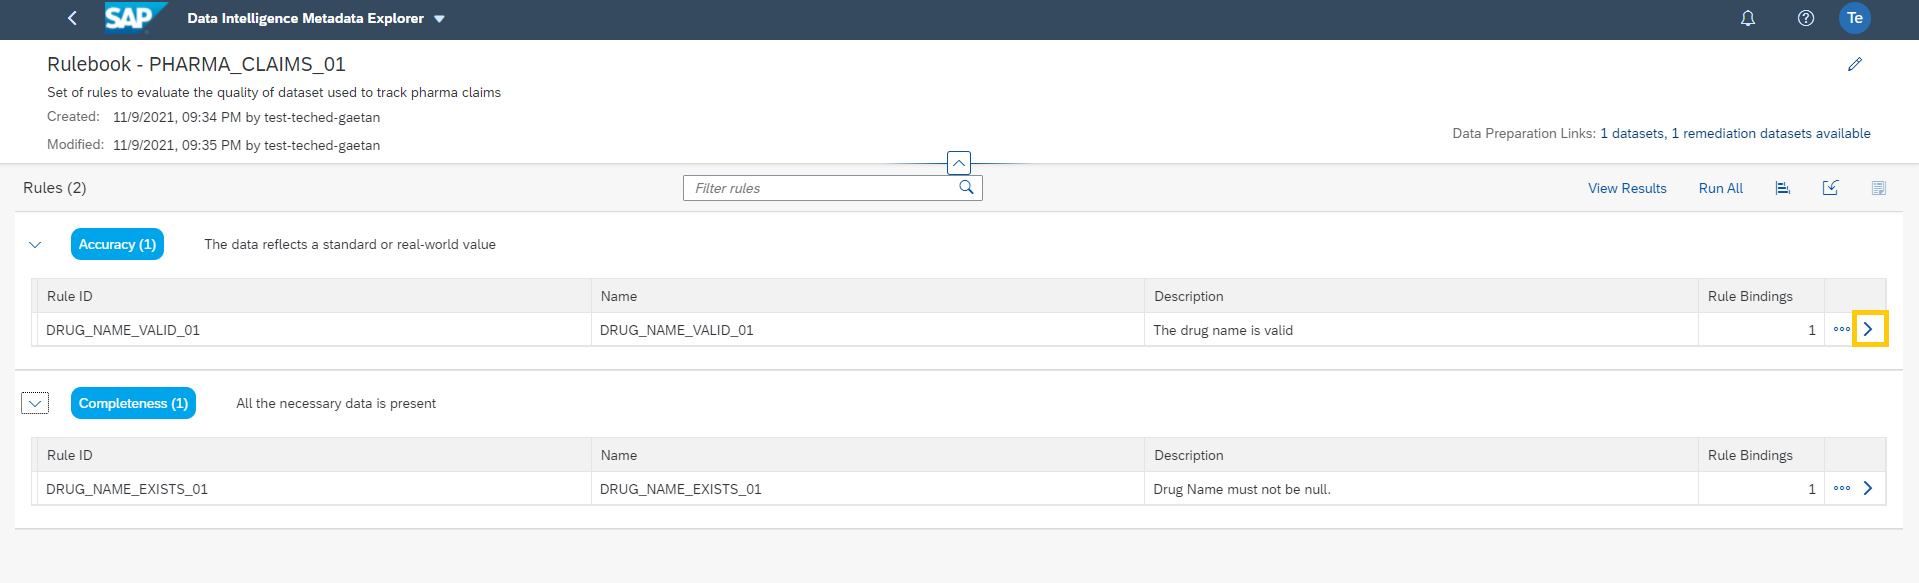 SAP Data Intelligence Metadata Explorer Te
Rulebook - PHARMA_CLAIMS_01
Set of rules to evaluate the quality of dataset used to track pharma claims
Created: 11/9/2021, 09:34 PM by test-teched-gaetan
Modified: 11/9/2021, 09:35 PM by test-teched-gaetan
Data Preparation Links: 1 datasets, 1 remediation datasets available
Rules (2) Filter rules View Results Run All
Accuracy (1) The data reflects a standard or real-world value
Rule ID Name Description Rule Bindings
DRUG_NAME_VALID_01 DRUG_NAME_VALID_01 The drug name is valid 1
Completeness (1) All the necessary data is present
Rule ID Name Description Rule Bindings
DRUG_NAME_EXISTS_01 DRUG_NAME_EXISTS_01 Drug Name must not be null. 1